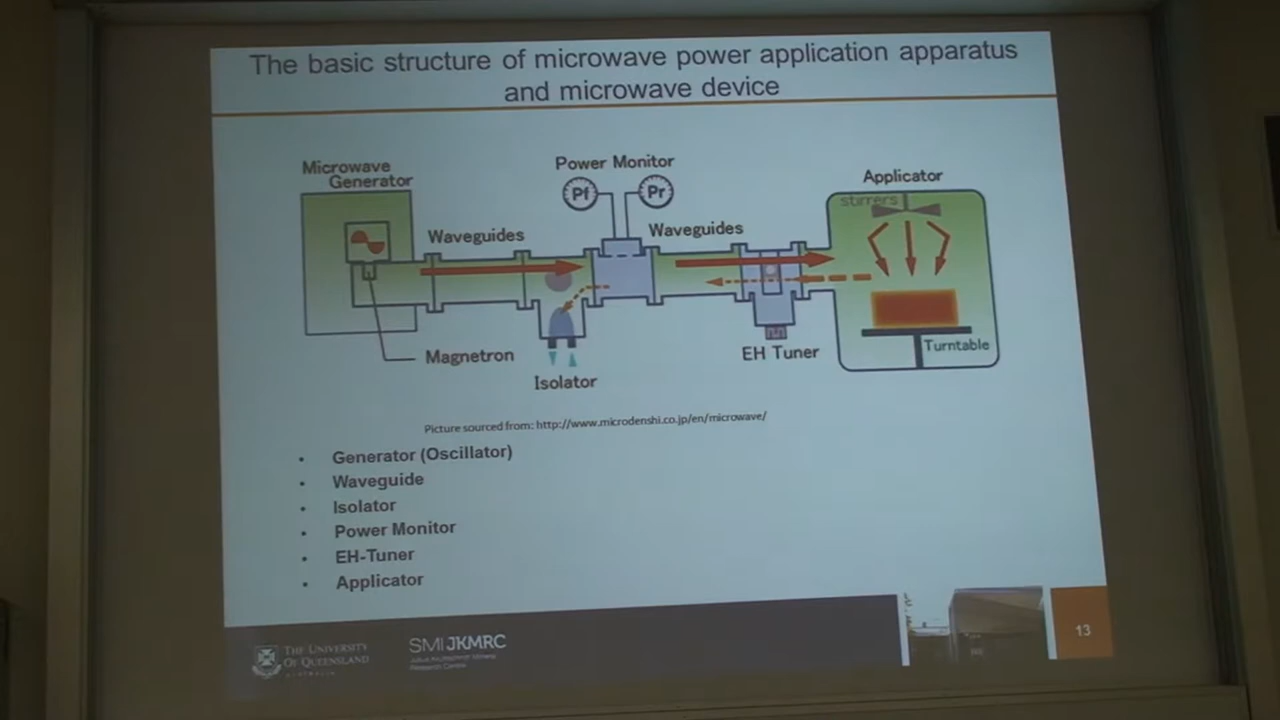 The basic structure of microwave power application apparatus
and microwave device
Microwave
Generator
Power Monitor
Pf
Pr
Applicator
stirrers
Waveguides
Waveguides
Magnetron
Isolator
EH Tuner
Turntable
Picture sourced from: http://www.microdenshi.co.jp/en/microwave/
• Generator (Oscillator)
• Waveguide
• Isolator
• Power Monitor
• EH-Tuner
• Applicator
THE UNIVERSITY
OF QUEENSLAND
AUSTRALIA
SMI JKMRC
Research Centre
13